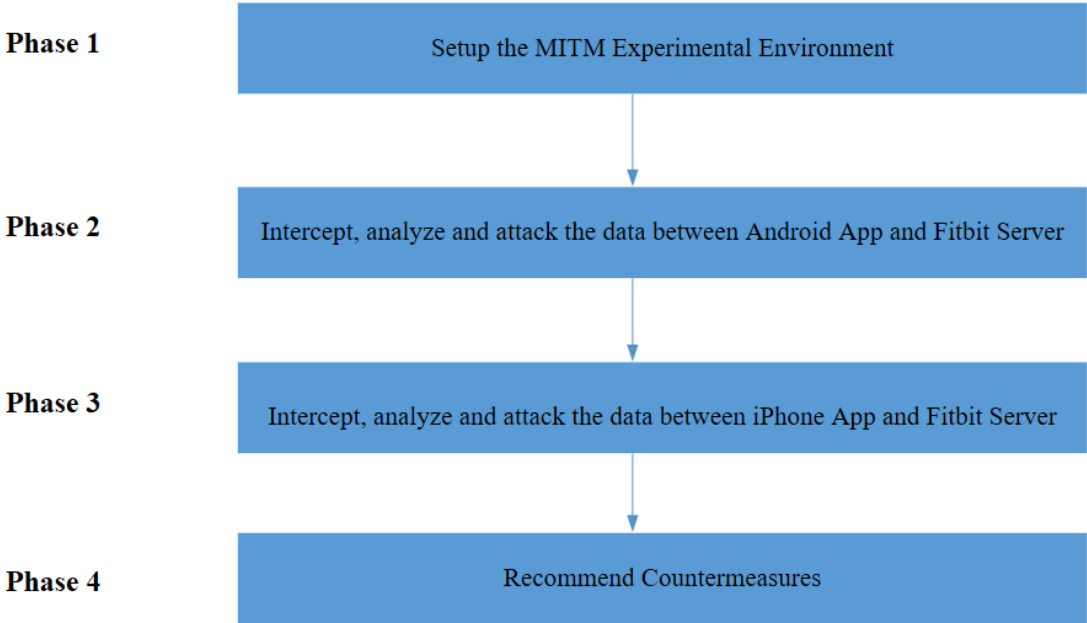 Phase 1
Setup the MITM Experimental Environment
Phase 2
Intercept, analyze and attack the data between Android App and Fitbit Server
Phase 3
Intercept, analyze and attack the data between iPhone App and Fitbit Server
Phase 4
Recommend Countermeasures